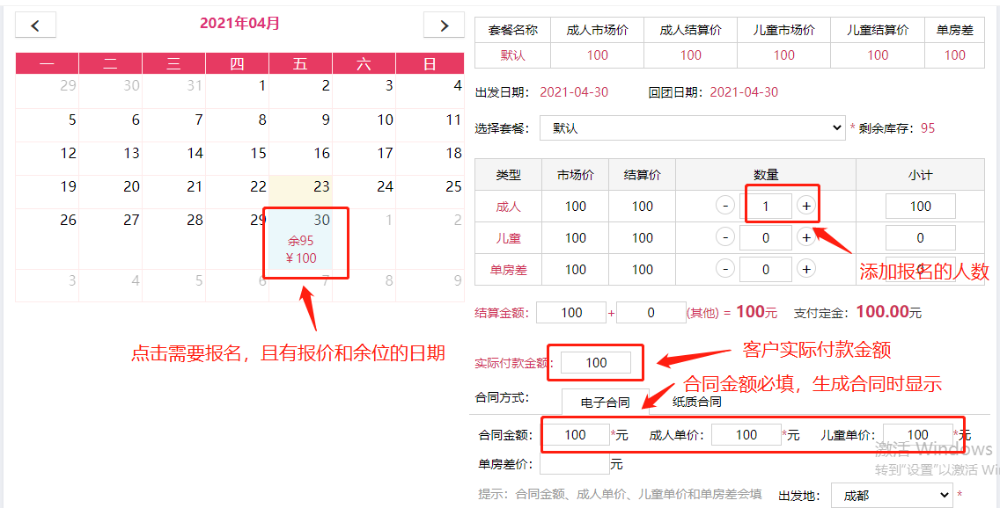 2021年04月
一 二 三 四 五 六 日
29 30 31 1 2 3 4
5 6 7 8 9 10 11
12 13 14 15 16 17 18
19 20 21 22 23 24 25
26 27 28 29 30 1 2
余95
￥100
3 4 5 6 7 8 9
点击需要报名，且有报价和余位的日期
套餐名称 成人市场价 成人结算价 儿童市场价 儿童结算价 单房差
默认 100 100 100 100 100
出发日期： 2021-04-30 回团日期： 2021-04-30
选择套餐： 默认 * 剩余库存： 95
类型 市场价 结算价 数量 小计
成人 100 100 - 1 + 100
儿童 100 100 - 0 + 0
单房差 100 100 - 0 + 0
添加报名的人数
结算金额： 100 + 0 (其他) = 100元 支付定金： 100.00元
客户实际付款金额
实际付款金额： 100
合同金额必填，生成合同时显示
合同方式： 电子合同 纸质合同
合同金额： 100 *元 成人单价： 100 *元 儿童单价： 100 *元
单房差价： 元
激活 Windows
转到“设置”以激活 Wi
提示：合同金额、成人单价、儿童单价和单房差会填 出发地： 成都 *